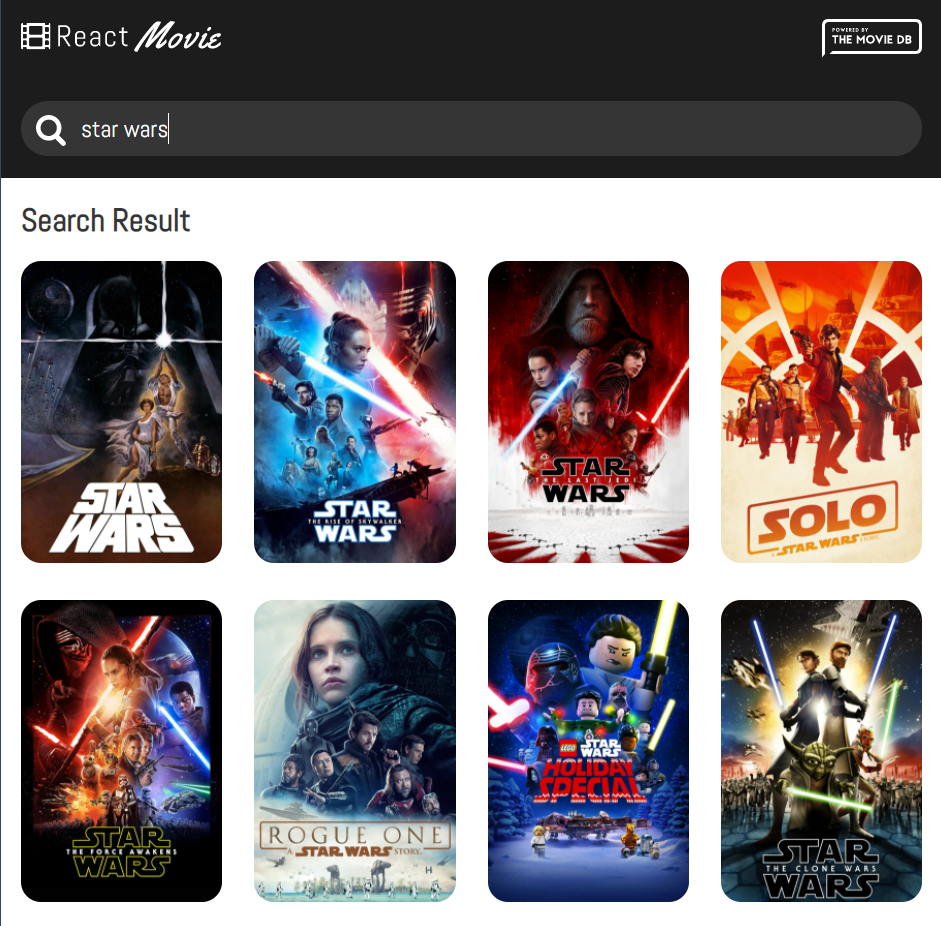 React Movie
POWERED BY
THE MOVIE DB
star wars
Search Result
STAR
WARS
STAR
THE RISE OF SKYWALKER
WARS
STAR
THE LAST JEDI
WARS
SOLO
A STAR WARS STORY
STAR
THE FORCE AWAKENS
WARS
ROGUE ONE
A STAR WARS STORY
LEGO STAR
WARS
HOLIDAY
SPECIAL
STAR
THE CLONE WARS
WARS